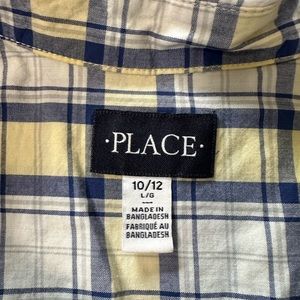 ·PLACE·
10/12
L/G
MADE IN
BANGLADESH
FABRIQUÉ AU
BANGLADESH